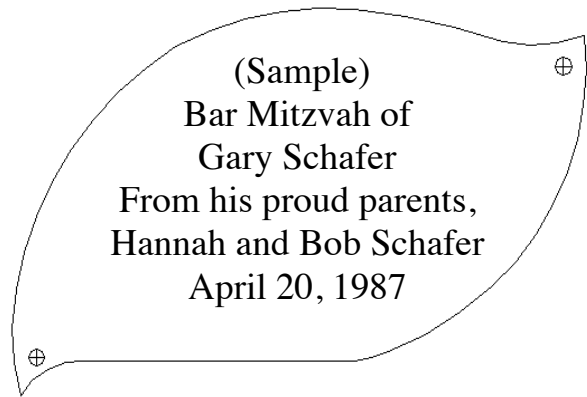 (Sample)
Bar Mitzvah of
Gary Schafer
From his proud parents,
Hannah and Bob Schafer
April 20, 1987